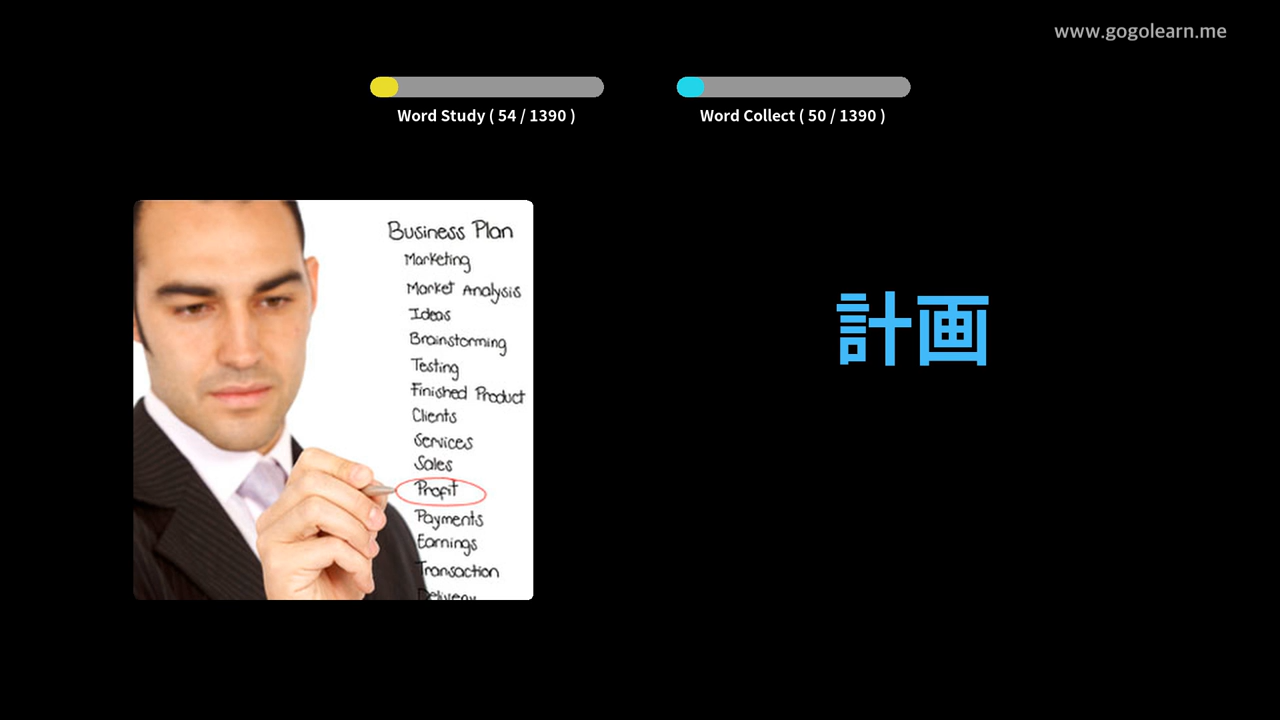 www.gogolearn.me
Word Study ( 54 / 1390 )
Word Collect ( 50 / 1390 )
Business Plan
Marketing
Market Analysis
Ideas
Brainstorming
Testing
Finished Product
Clients
Services
Sales
Profit
Payments
Earnings
Transaction
Delivery
計画